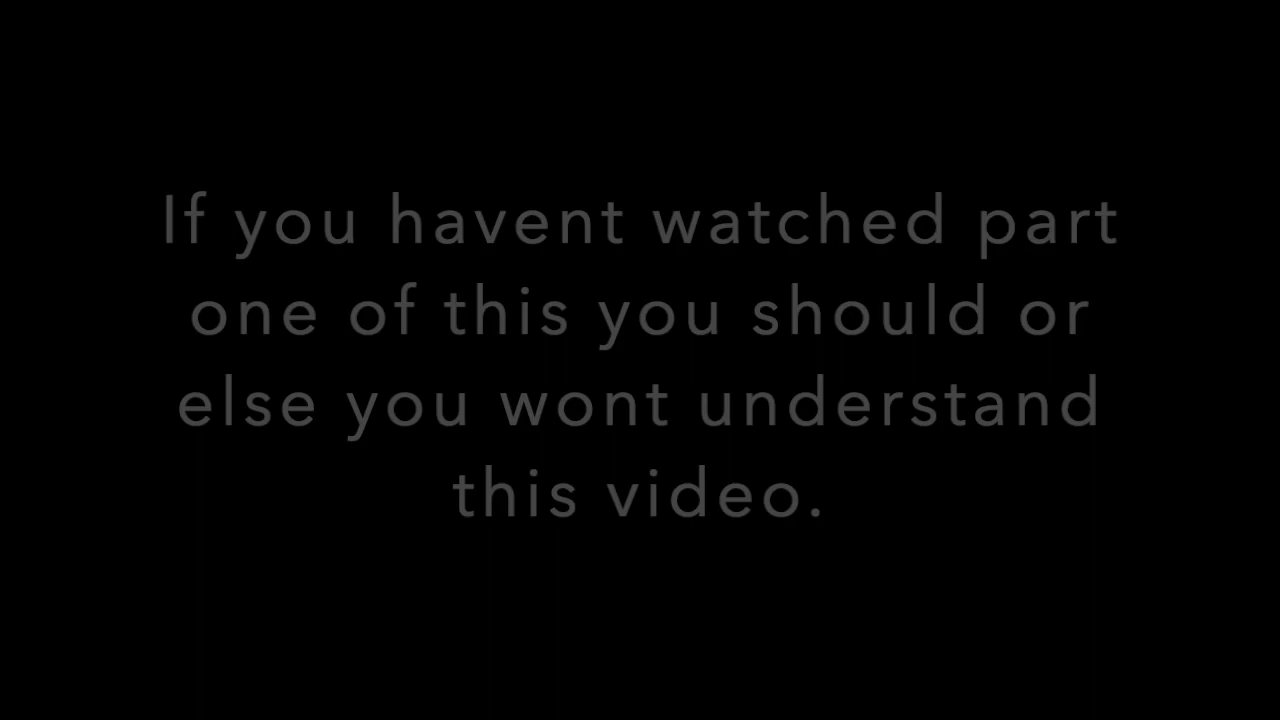 If you havent watched part
one of this you should or
else you wont understand
this video.